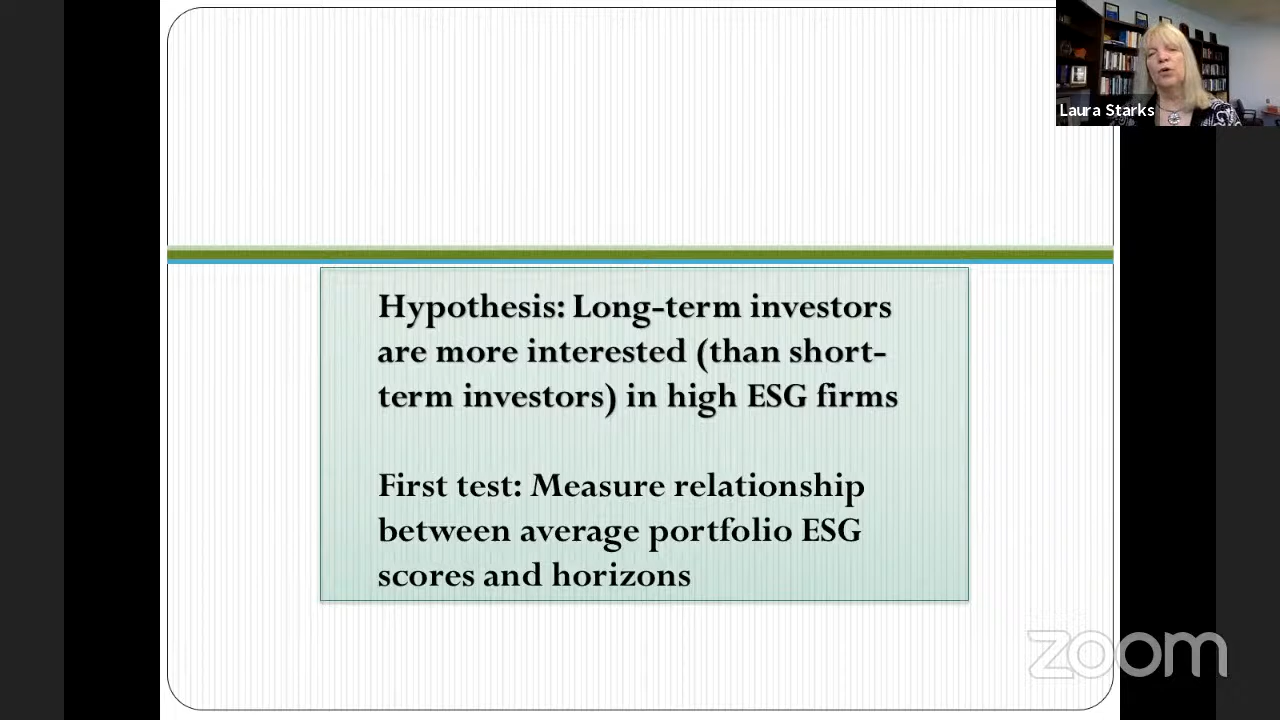 Laura Starks
Hypothesis: Long-term investors
are more interested (than short-
term investors) in high ESG firms
First test: Measure relationship
between average portfolio ESG
scores and horizons
zoom